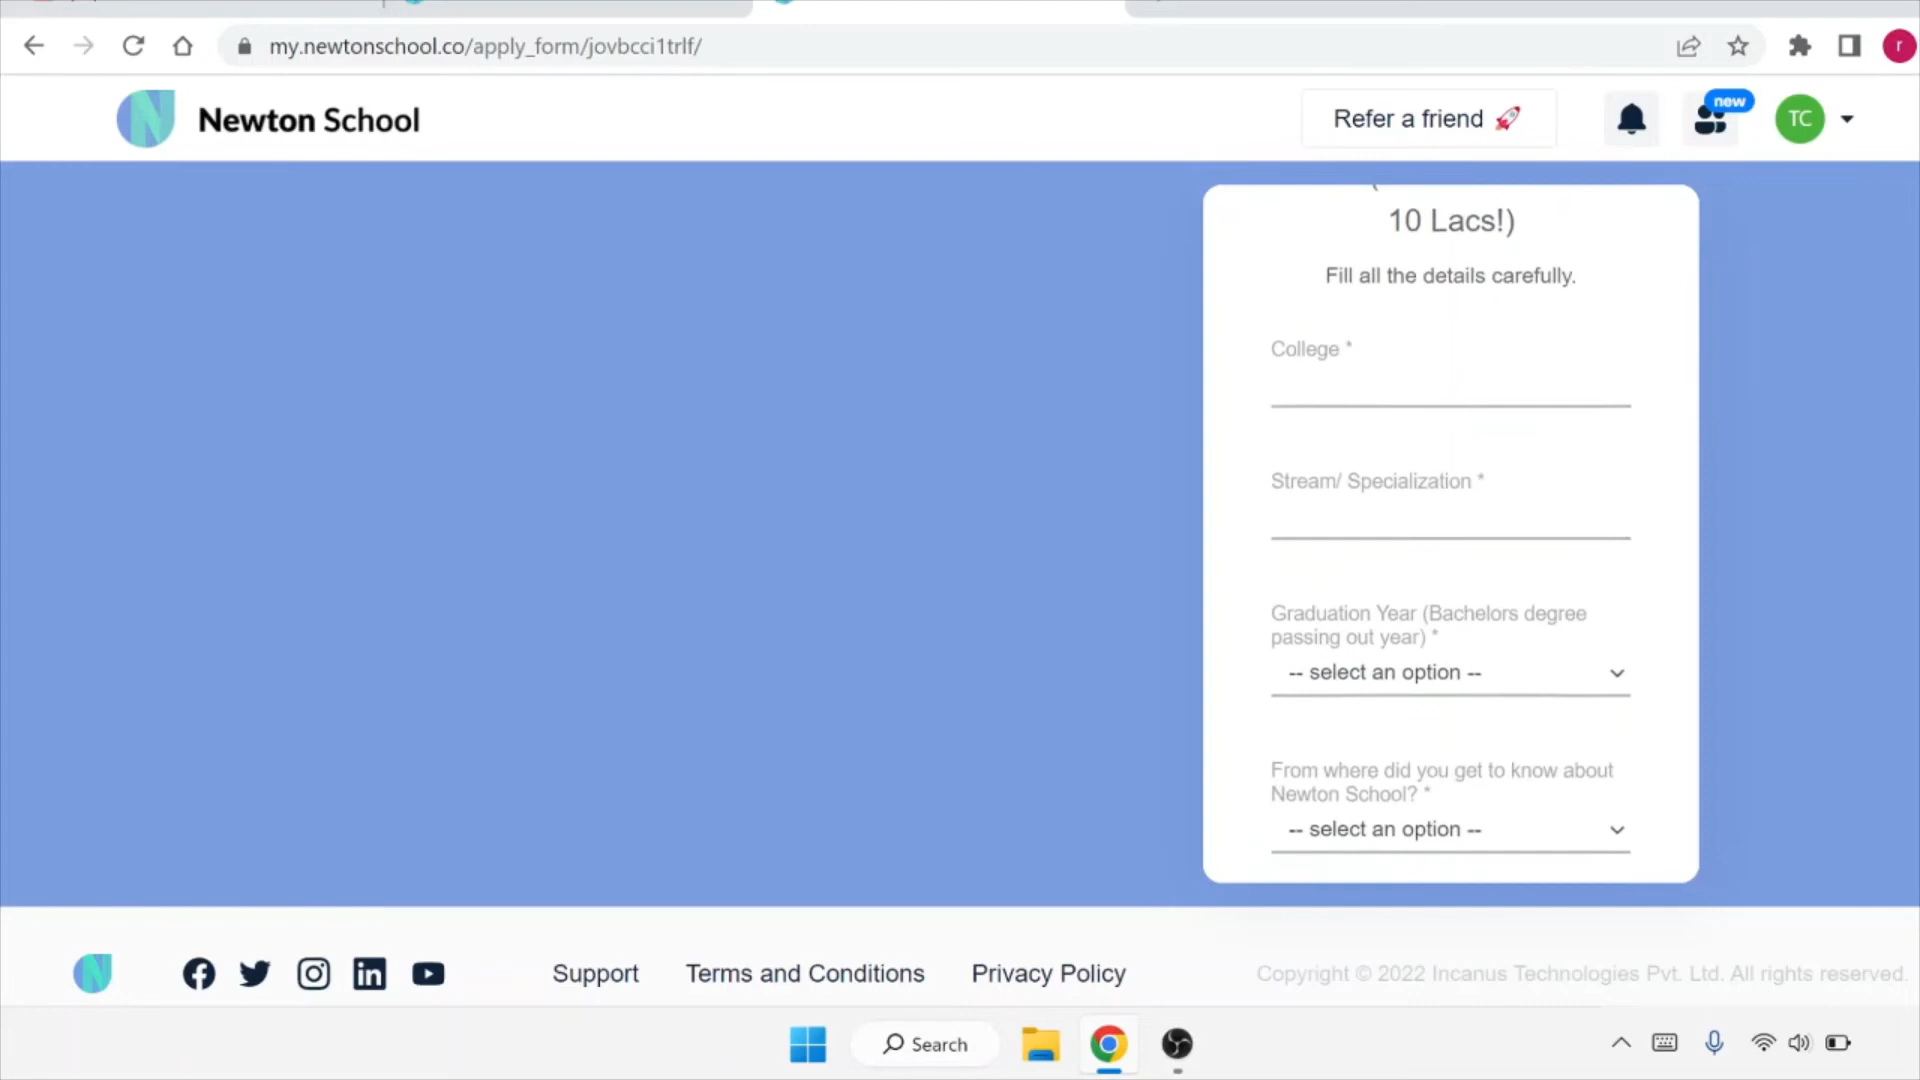 my.newtonschool.co/apply_form/jovbcci1trlf/
r
Newton School
Refer a friend 🚀
new
TC
10 Lacs!)
Fill all the details carefully.
College *
Stream/ Specialization *
Graduation Year (Bachelors degree
passing out year) *
-- select an option --
From where did you get to know about
Newton School? *
-- select an option --
Support
Terms and Conditions
Privacy Policy
Copyright © 2022 Incanus Technologies Pvt. Ltd. All rights reserved.
Search